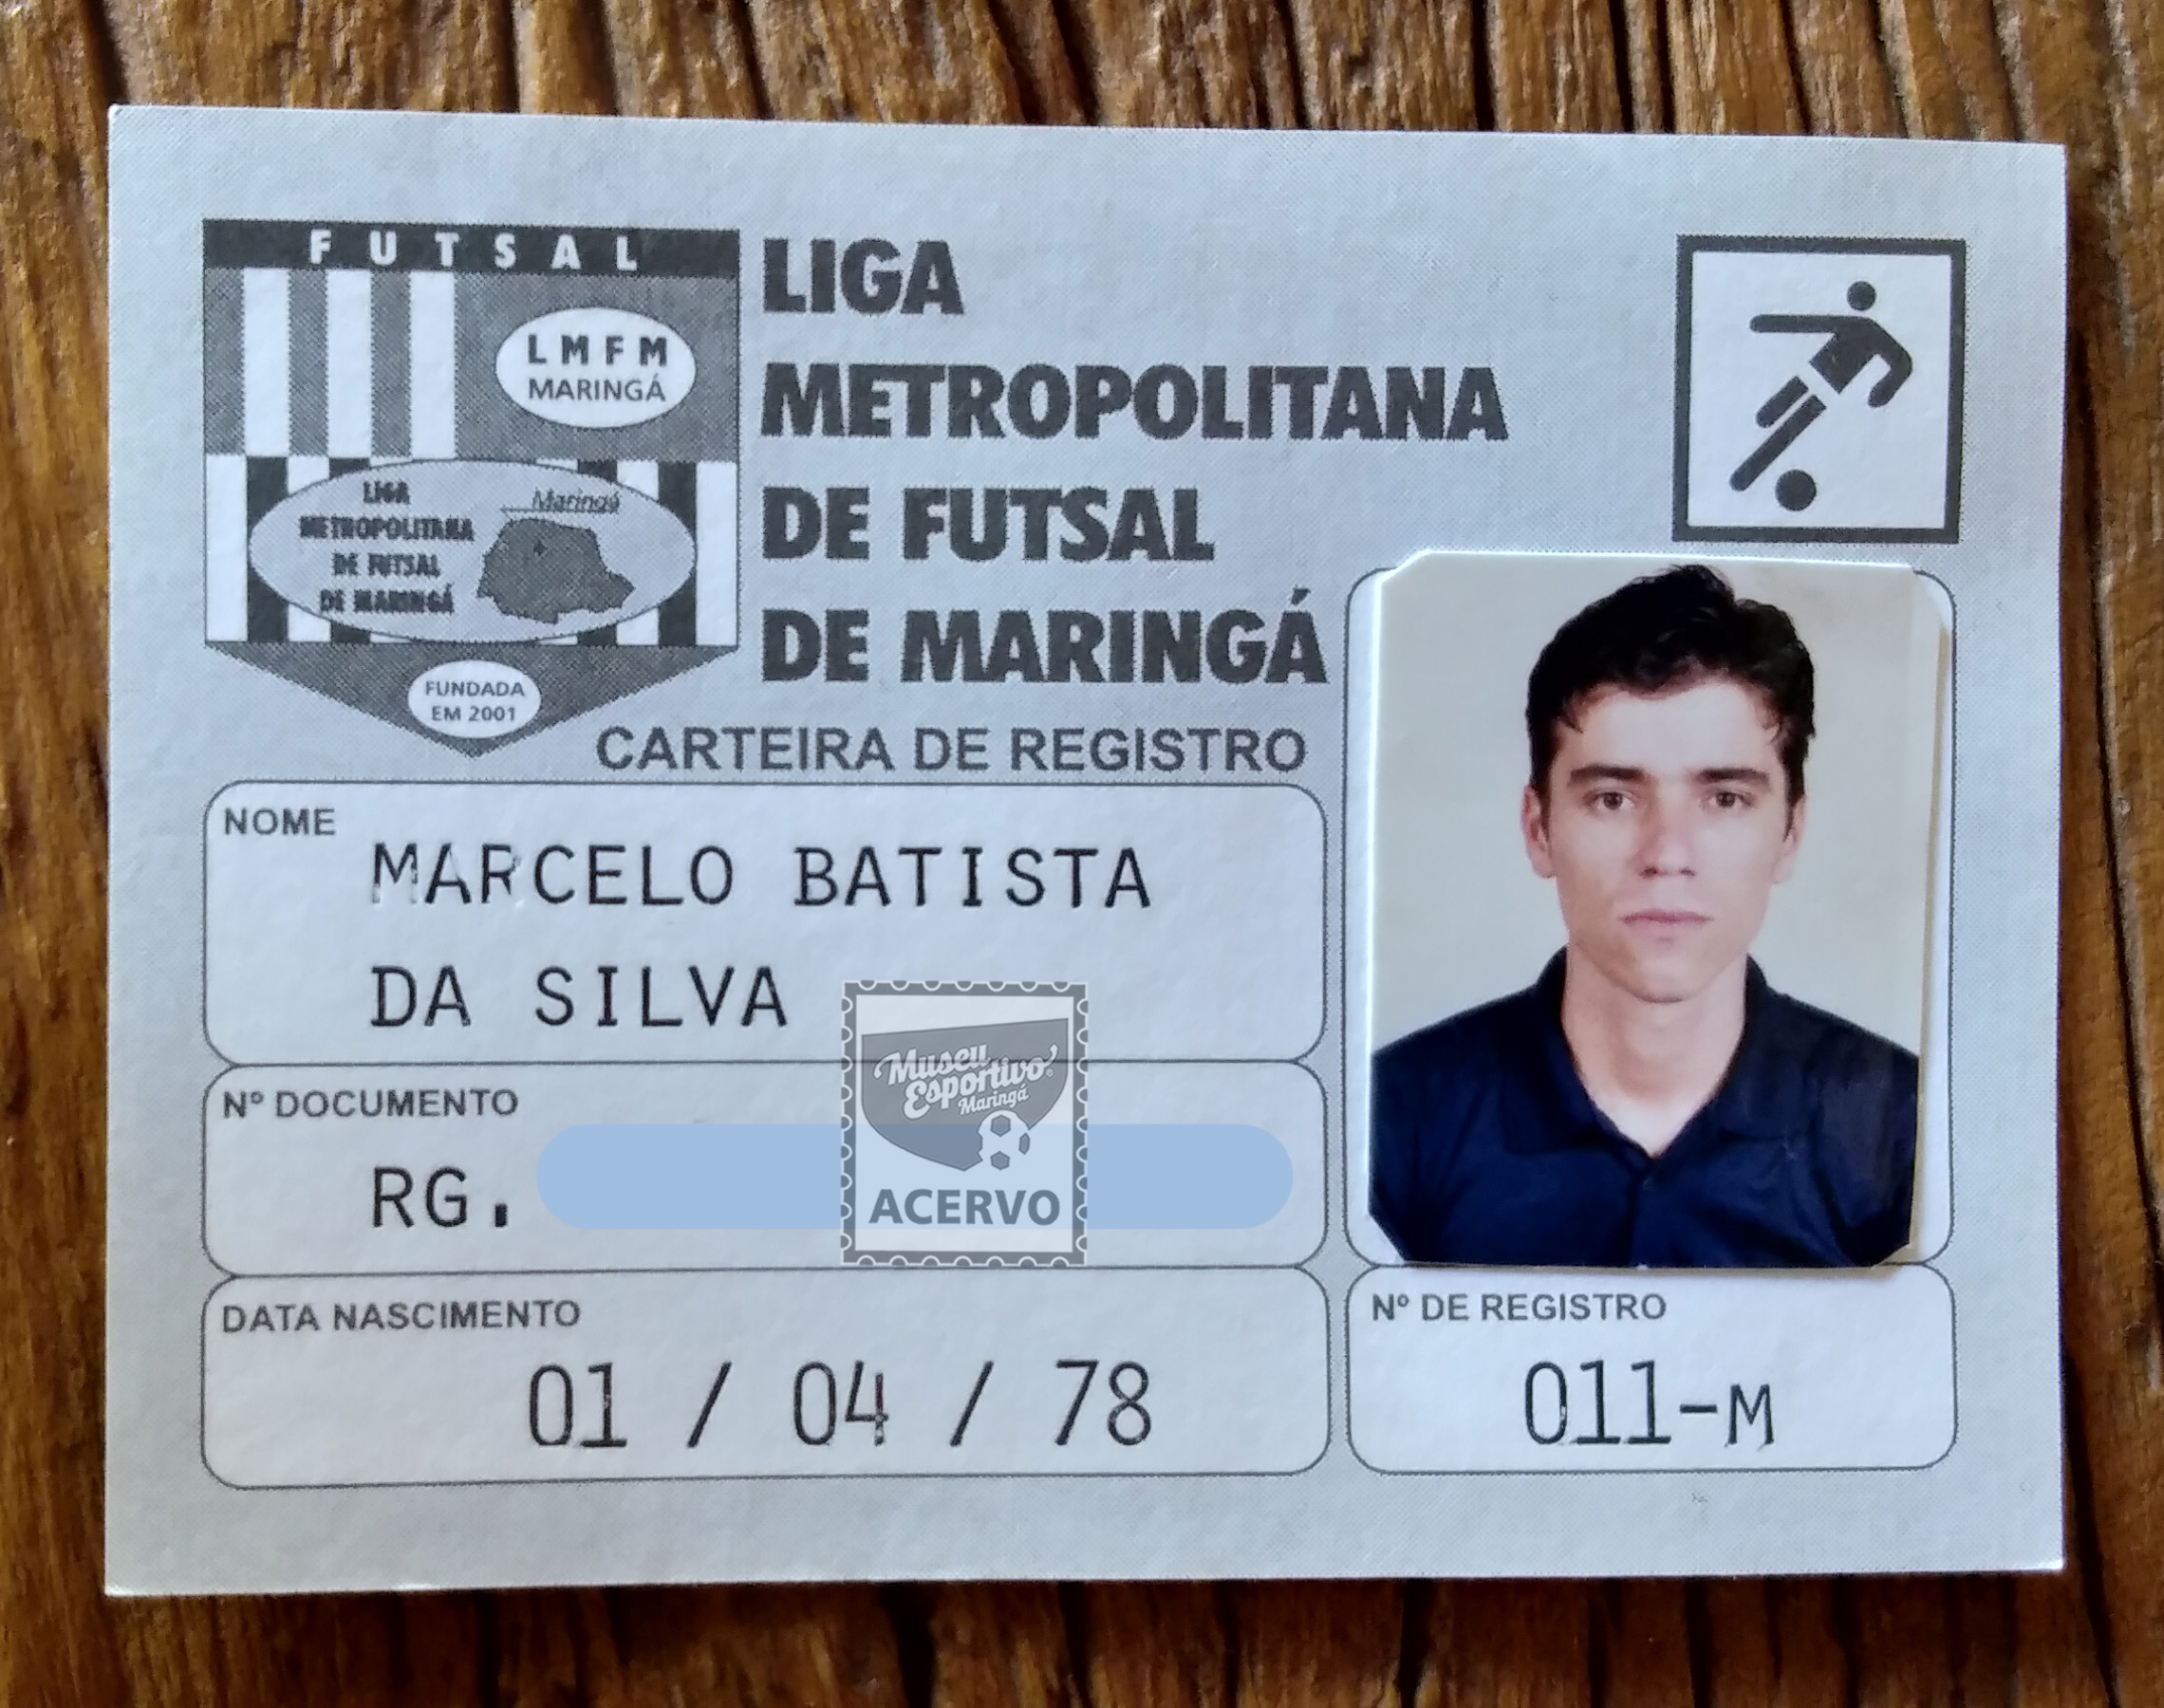 FUTSAL
LMFM
MARINGÁ
LIGA
METROPOLITANA
DE FUTSAL
DE MARINGÁ
Maringá
FUNDADA
EM 2001
LIGA
METROPOLITANA
DE FUTSAL
DE MARINGÁ
CARTEIRA DE REGISTRO
NOME
MARCELO BATISTA
DA SILVA
Nº DOCUMENTO
RG.
Museu
Esportivo
Maringá
ACERVO
DATA NASCIMENTO
01 / 04 / 78
Nº DE REGISTRO
011-M